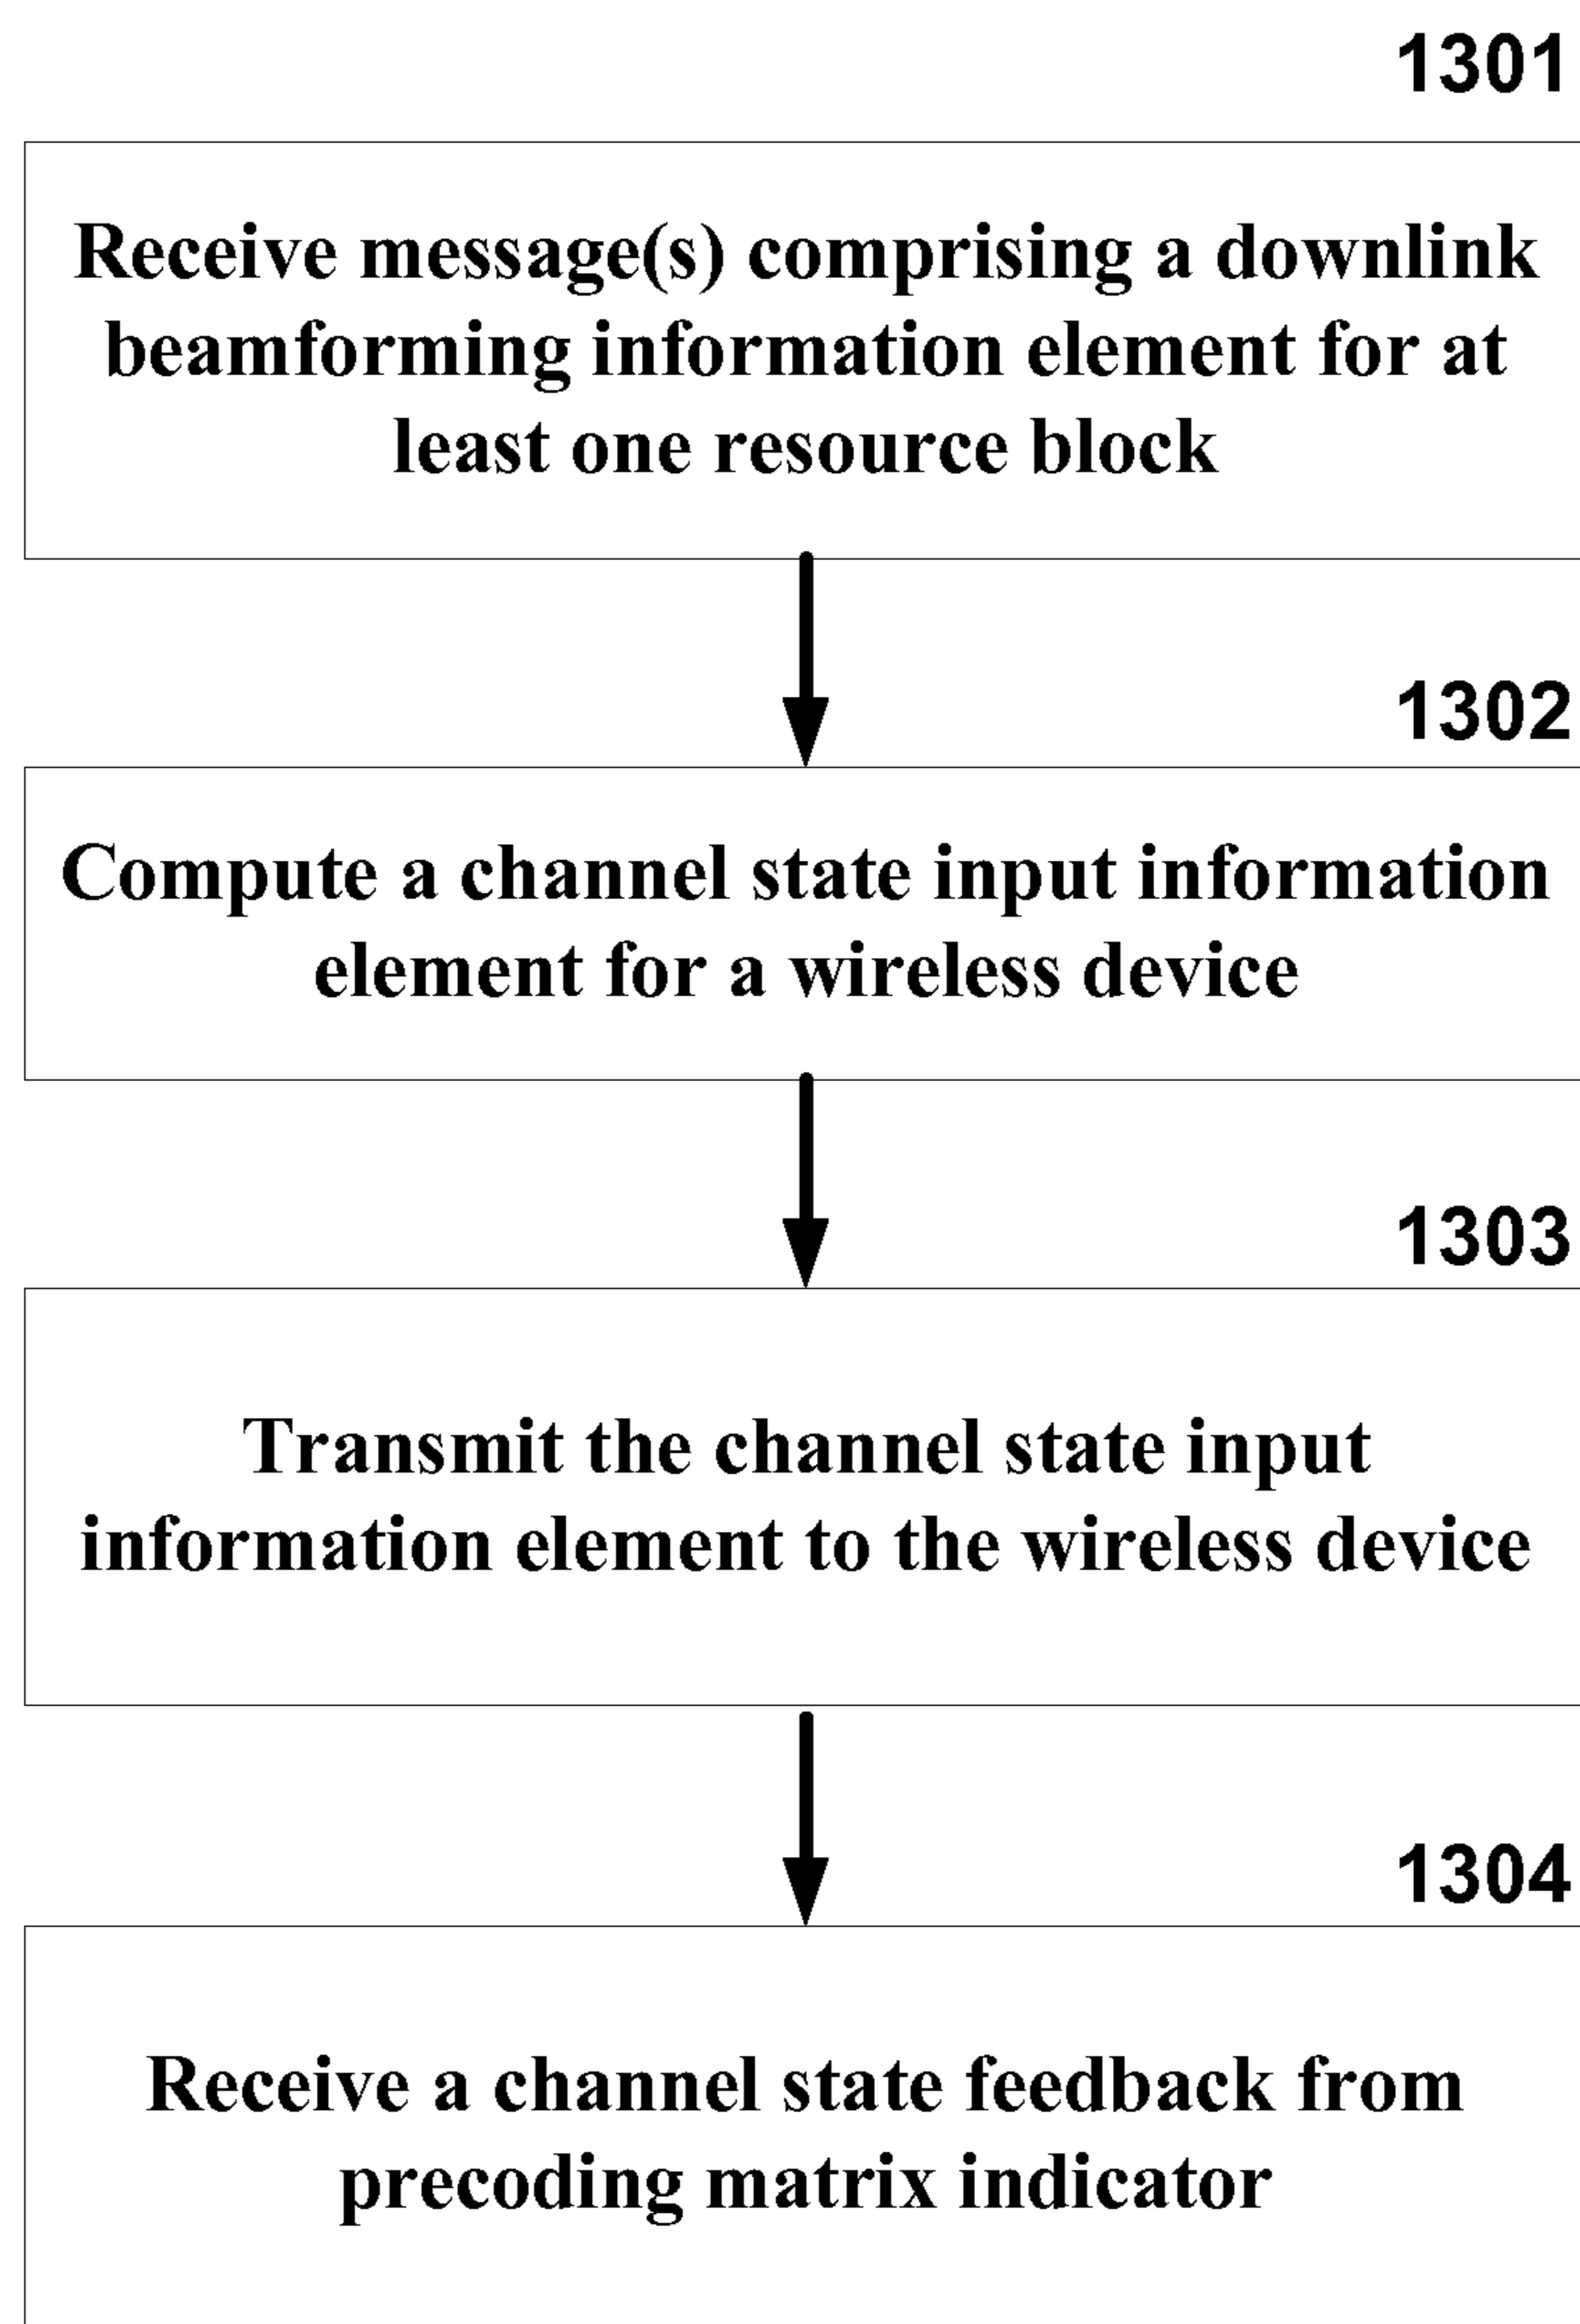 1301
Receive message(s) comprising a downlink
beamforming information element for at
least one resource block
1302
Compute a channel state input information
element for a wireless device
1303
Transmit the channel state input
information element to the wireless device
1304
Receive a channel state feedback from
precoding matrix indicator